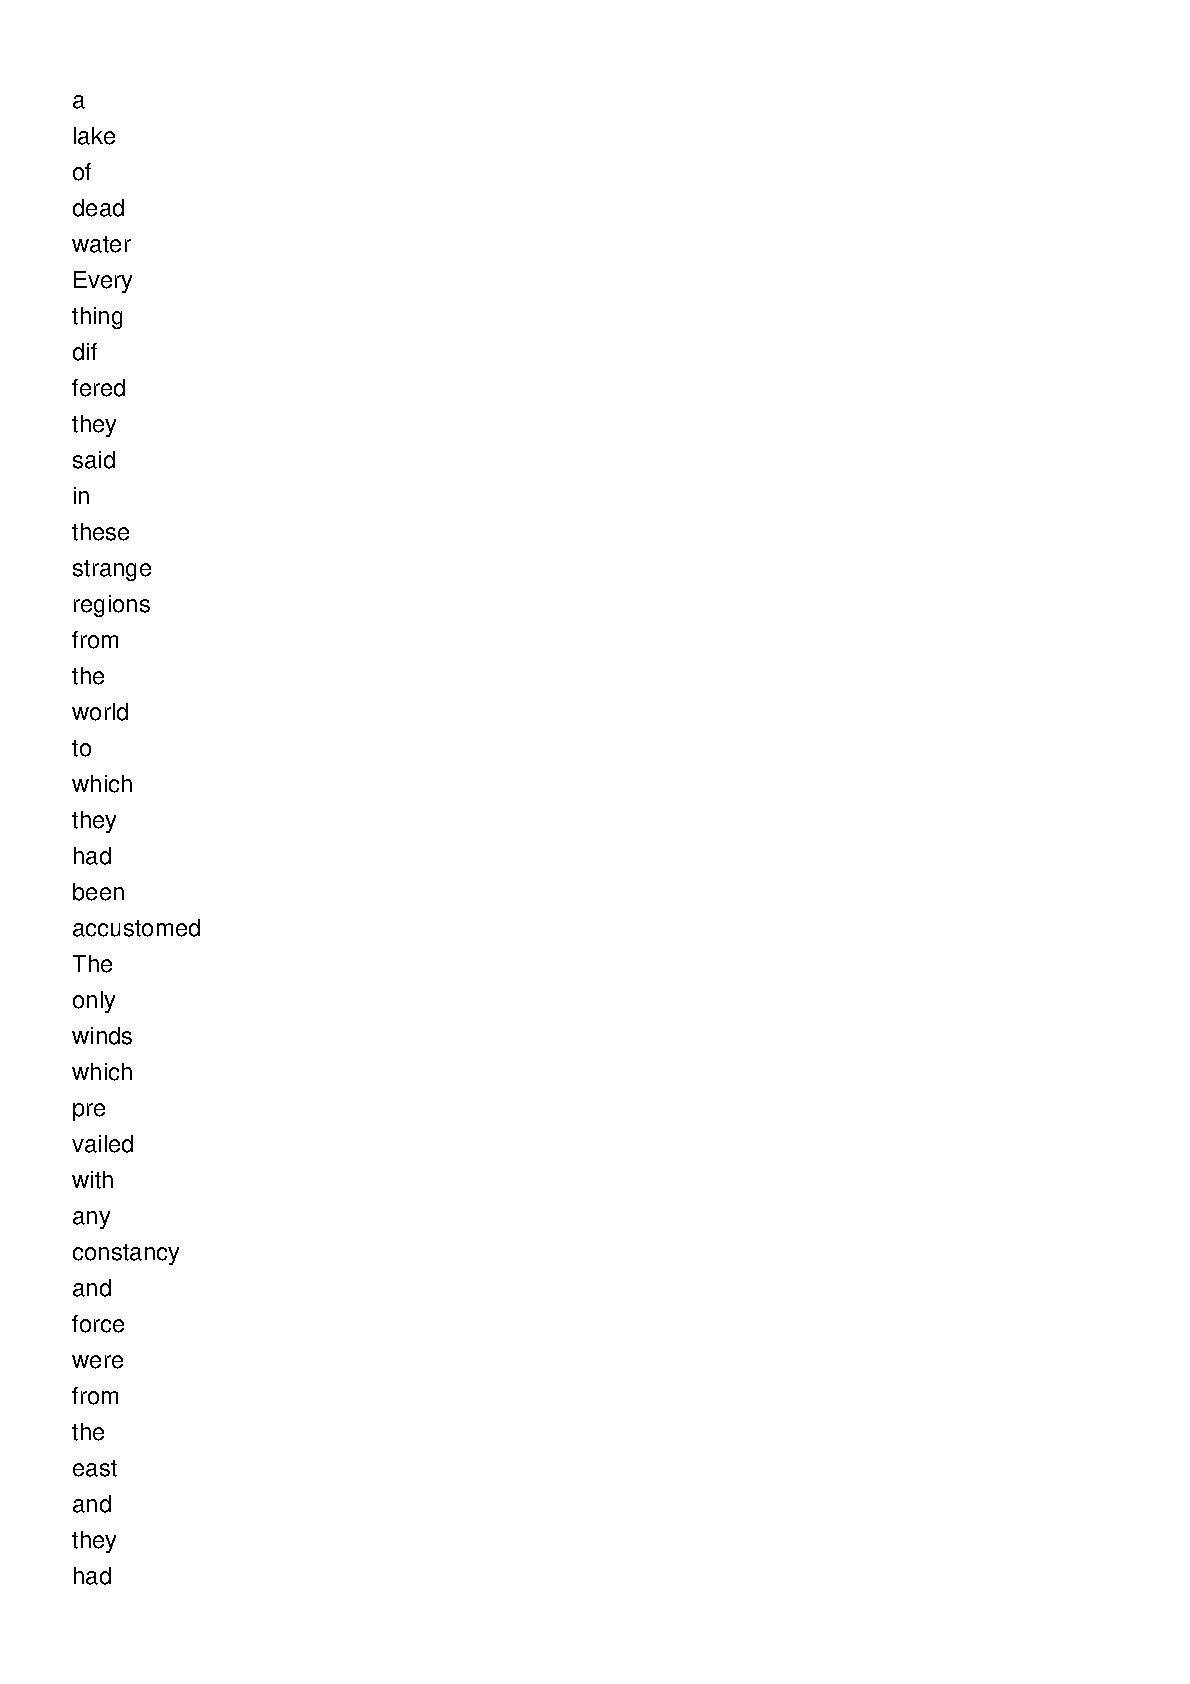 a
lake
of
dead
water
Every
thing
dif
fered
they
said
in
these
strange
regions
from
the
world
to
which
they
had
been
accustomed
The
only
winds
which
pre
vailed
with
any
constancy
and
force
were
from
the
east
and
they
had